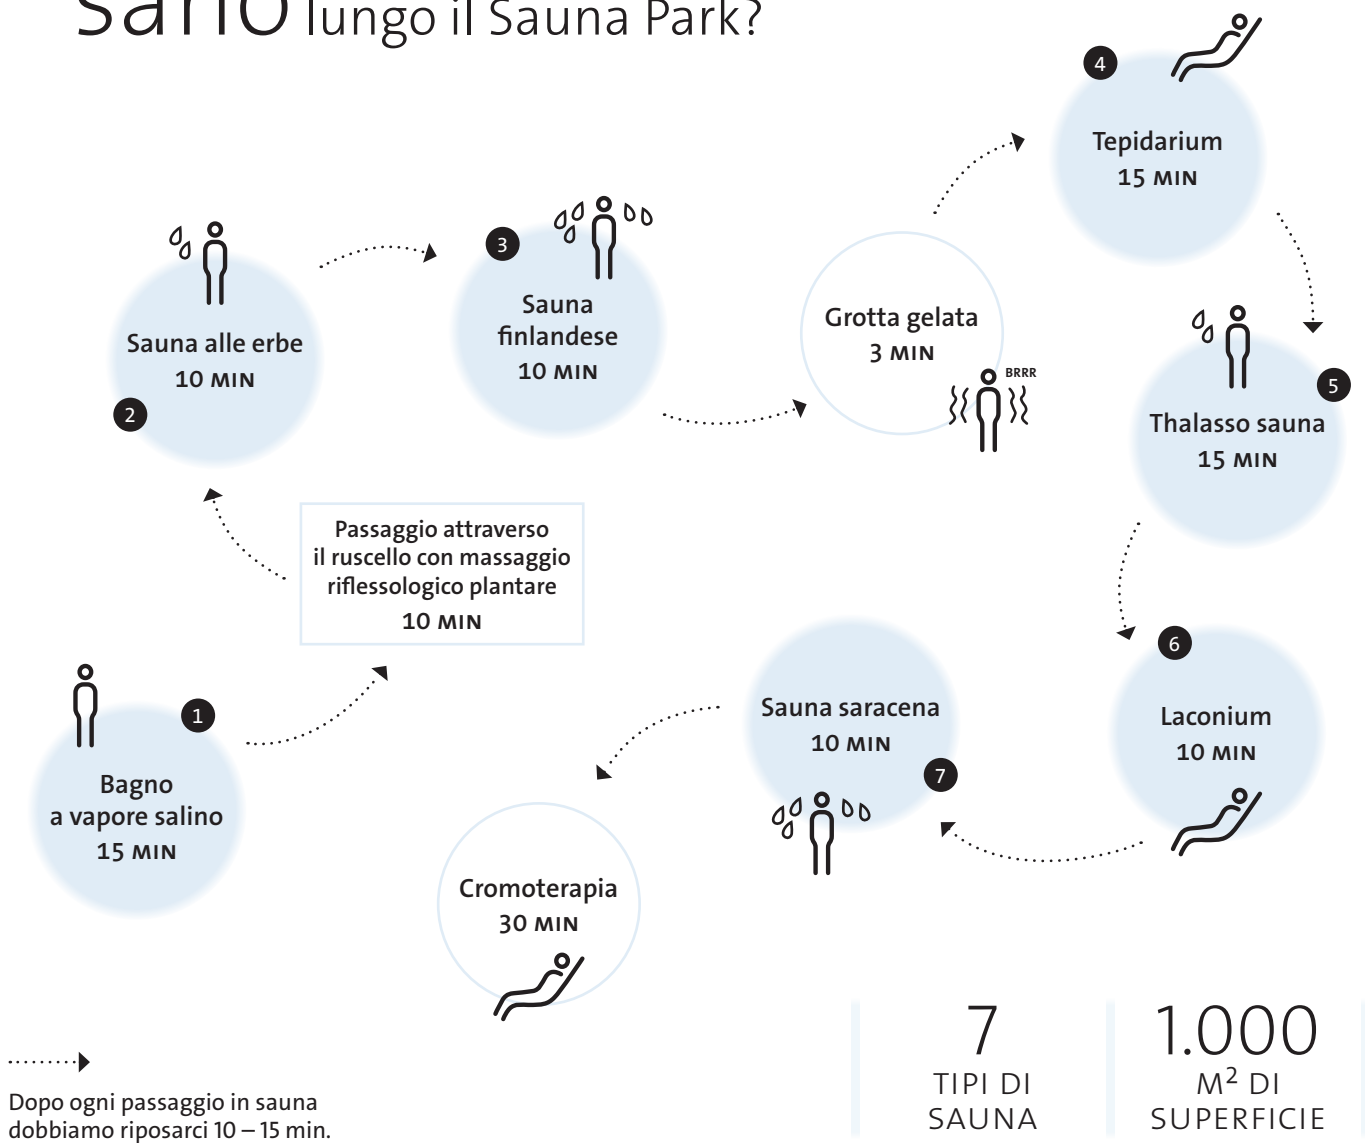 sano lungo il Sauna Park?
4
Tepidarium
15 MIN
3
Sauna
finlandese
10 MIN
Sauna alle erbe
10 MIN
2
Grotta gelata
3 MIN
BRRR
5
Thalasso sauna
15 MIN
Passaggio attraverso
il ruscello con massaggio
riflessologico plantare
10 MIN
1
Bagno
a vapore salino
15 MIN
6
Laconium
10 MIN
Sauna saracena
10 MIN
7
Cromoterapia
30 MIN
7
TIPI DI
SAUNA
1.000
M² DI
SUPERFICIE
Dopo ogni passaggio in sauna
dobbiamo riposarci 10 – 15 min.